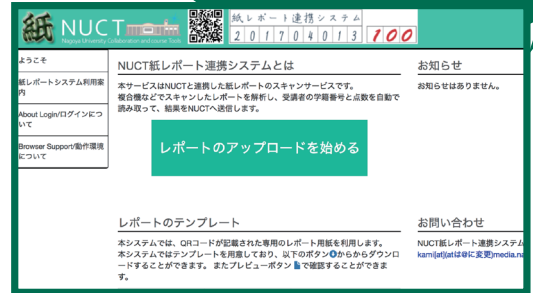 紙 NUCT
Nagoya University Collaboration and course Tools
紙レポート連携システム
201704013 100
ようこそ
紙レポートシステム利用案内
About Login/ログインについて
Browser Support/動作環境について
NUCT紙レポート連携システムとは
本サービスはNUCTと連携した紙レポートのスキャンサービスです。
複合機などでスキャンしたレポートを解析し、受講者の学籍番号と点数を自動で
読み取って、結果をNUCTへ送信します。
レポートのアップロードを始める
お知らせ
お知らせはありません。
レポートのテンプレート
本システムでは、QRコードが記載された専用のレポート用紙を利用します。
本システムではテンプレートを用意しており、以下のボタンからからダウンロ
ードすることができます。 またプレビューボタンで確認することができま
す。
お問い合わせ
NUCT紙レポート連携システム
kami[at](atは@に変更)media.na